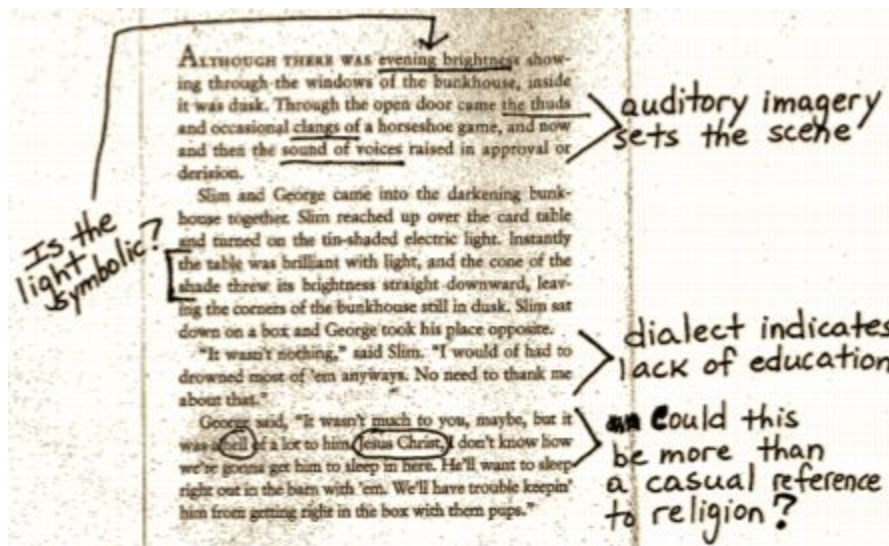 ALTHOUGH THERE WAS evening brightness show-
ing through the windows of the bunkhouse, inside
it was dusk. Through the open door came the thuds
and occasional clangs of a horseshoe game, and now
and then the sound of voices raised in approval or
derision.
Slim and George came into the darkening bunk-
house together. Slim reached up over the card table
and turned on the tin-shaded electric light. Instantly
the table was brilliant with light, and the cone of the
shade threw its brightness straight downward, leav-
ing the corners of the bunkhouse still in dusk. Slim sat
down on a box and George took his place opposite.
"It wasn't nothing," said Slim. "I would of had to
drowned most of 'em anyways. No need to thank me
about that."
George said, "It wasn't much to you, maybe, but it
was a hell of a lot to him. Jesus Christ, I don't know how
we're gonna get him to sleep in here. He'll want to sleep
right out in the barn with 'em. We'll have trouble keepin'
him from getting right in the box with them pups."
Is the
light
symbolic?
auditory imagery
sets the scene
dialect indicates
lack of education
Could this
be more than
a casual reference
to religion?